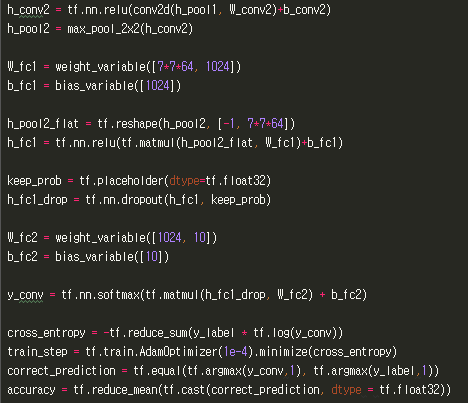 h_conv2 = tf.nn.relu(conv2d(h_pool1, W_conv2)+b_conv2)
h_pool2 = max_pool_2x2(h_conv2)
W_fc1 = weight_variable([7*7*64, 1024])
b_fc1 = bias_variable([1024])
h_pool2_flat = tf.reshape(h_pool2, [-1, 7*7*64])
h_fc1 = tf.nn.relu(tf.matmul(h_pool2_flat, W_fc1)+b_fc1)
keep_prob = tf.placeholder(dtype=tf.float32)
h_fc1_drop = tf.nn.dropout(h_fc1, keep_prob)
W_fc2 = weight_variable([1024, 10])
b_fc2 = bias_variable([10])
y_conv = tf.nn.softmax(tf.matmul(h_fc1_drop, W_fc2) + b_fc2)
cross_entropy = -tf.reduce_sum(y_label * tf.log(y_conv))
train_step = tf.train.AdamOptimizer(1e-4).minimize(cross_entropy)
correct_prediction = tf.equal(tf.argmax(y_conv,1), tf.argmax(y_label,1))
accuracy = tf.reduce_mean(tf.cast(correct_prediction, dtype = tf.float32))